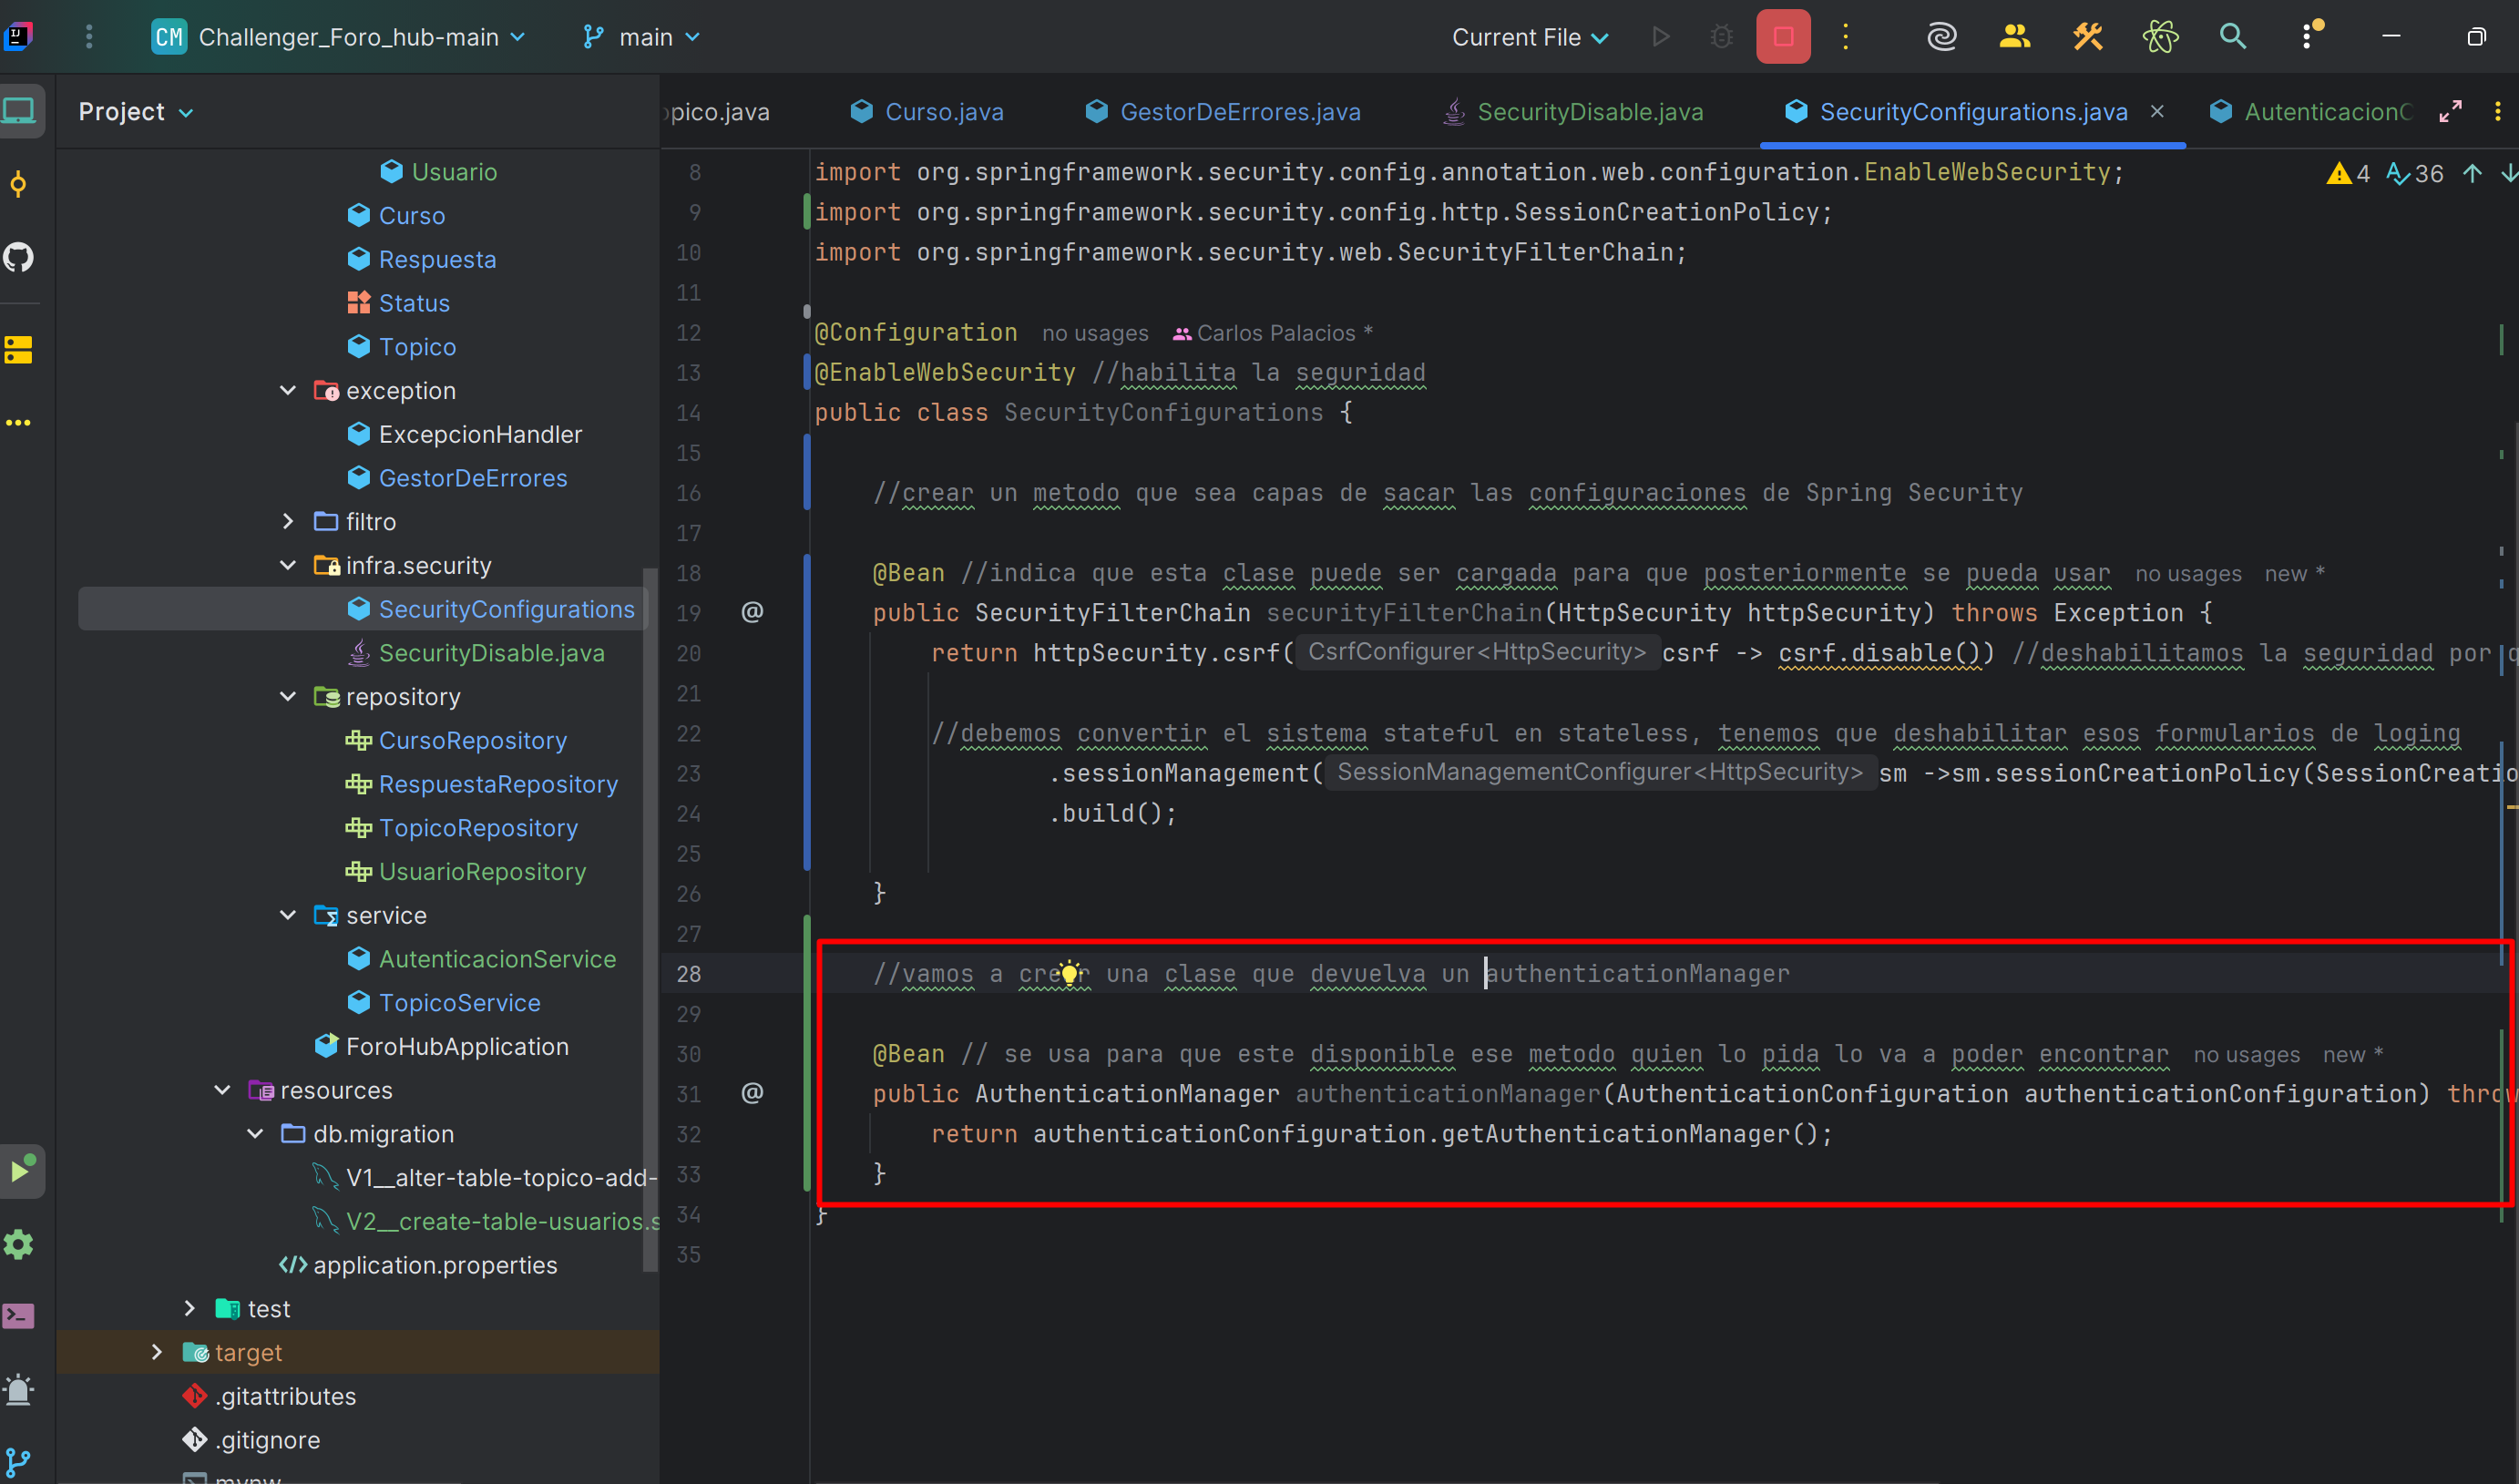 CM Challenger_Foro_hub-main main Current File
Project
opico.java Curso.java GestorDeErrores.java SecurityDisable.java SecurityConfigurations.java AutenticacionC
Usuario
Curso
Respuesta
Status
Topico
exception
ExcepcionHandler
GestorDeErrores
filtro
infra.security
SecurityConfigurations
SecurityDisable.java
repository
CursoRepository
RespuestaRepository
TopicoRepository
UsuarioRepository
service
AutenticacionService
TopicoService
ForoHubApplication
resources
db.migration
V1__alter-table-topico-add-
V2__create-table-usuarios.s
application.properties
test
target
.gitattributes
.gitignore
mvnw
4 36
8 import org.springframework.security.config.annotation.web.configuration.EnableWebSecurity;
9 import org.springframework.security.config.http.SessionCreationPolicy;
10 import org.springframework.security.web.SecurityFilterChain;
11
12 @Configuration no usages Carlos Palacios *
13 @EnableWebSecurity //habilita la seguridad
14 public class SecurityConfigurations {
15
16 //crear un metodo que sea capas de sacar las configuraciones de Spring Security
17
18 @Bean //indica que esta clase puede ser cargada para que posteriormente se pueda usar no usages new *
19 @ public SecurityFilterChain securityFilterChain(HttpSecurity httpSecurity) throws Exception {
20 return httpSecurity.csrf( CsrfConfigurer<HttpSecurity> csrf -> csrf.disable()) //deshabilitamos la seguridad por q
21
22 //debemos convertir el sistema stateful en stateless, tenemos que deshabilitar esos formularios de loging
23 .sessionManagement( SessionManagementConfigurer<HttpSecurity> sm ->sm.sessionCreationPolicy(SessionCreatio
24 .build();
25
26 }
27
28 //vamos a crear una clase que devuelva un authenticationManager
29
30 @Bean // se usa para que este disponible ese metodo quien lo pida lo va a poder encontrar no usages new *
31 @ public AuthenticationManager authenticationManager(AuthenticationConfiguration authenticationConfiguration) throw
32 return authenticationConfiguration.getAuthenticationManager();
33 }
34 }
35